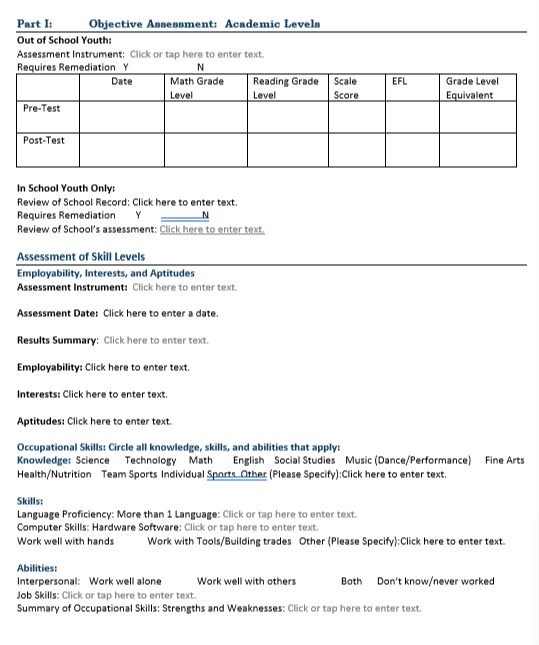 Part I: Objective Assessment: Academic Levels
Out of School Youth:
Assessment Instrument: Click or tap here to enter text.
Requires Remediation Y N
Date Math Grade Level Reading Grade Level Scale Score EFL Grade Level Equivalent
Pre-Test
Post-Test
In School Youth Only:
Review of School Record: Click here to enter text.
Requires Remediation Y N
Review of School's assessment: Click here to enter text.
Assessment of Skill Levels
Employability, Interests, and Aptitudes
Assessment Instrument: Click here to enter text.
Assessment Date: Click here to enter a date.
Results Summary: Click here to enter text.
Employability: Click here to enter text.
Interests: Click here to enter text.
Aptitudes: Click here to enter text.
Occupational Skills: Circle all knowledge, skills, and abilities that apply:
Knowledge: Science Technology Math English Social Studies Music (Dance/Performance) Fine Arts
Health/Nutrition Team Sports Individual Sports Other (Please Specify):Click here to enter text.
Skills:
Language Proficiency: More than 1 Language: Click or tap here to enter text.
Computer Skills: Hardware Software: Click or tap here to enter text.
Work well with hands Work with Tools/Building trades Other (Please Specify):Click here to enter text.
Abilities:
Interpersonal: Work well alone Work well with others Both Don't know/never worked
Job Skills: Click or tap here to enter text.
Summary of Occupational Skills: Strengths and Weaknesses: Click or tap here to enter text.